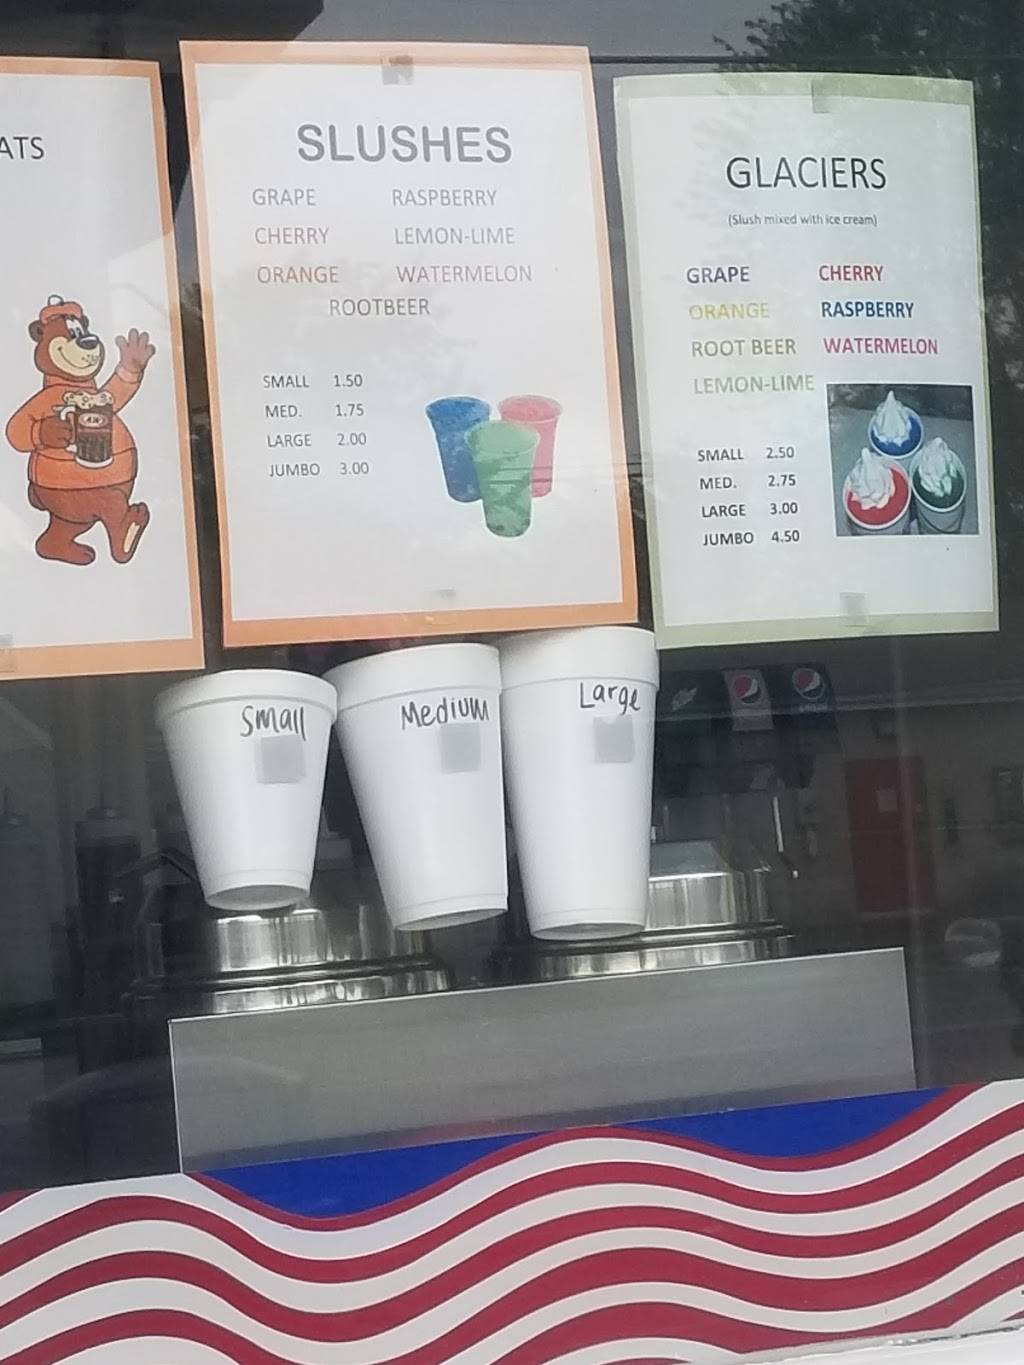 ATS
A&W
SLUSHES
GRAPE RASPBERRY
CHERRY LEMON-LIME
ORANGE WATERMELON
ROOTBEER
SMALL 1.50
MED. 1.75
LARGE 2.00
JUMBO 3.00
GLACIERS
(Slush mixed with ice cream)
GRAPE CHERRY
ORANGE RASPBERRY
ROOT BEER WATERMELON
LEMON-LIME
SMALL 2.50
MED. 2.75
LARGE 3.00
JUMBO 4.50
Small
Medium
Large